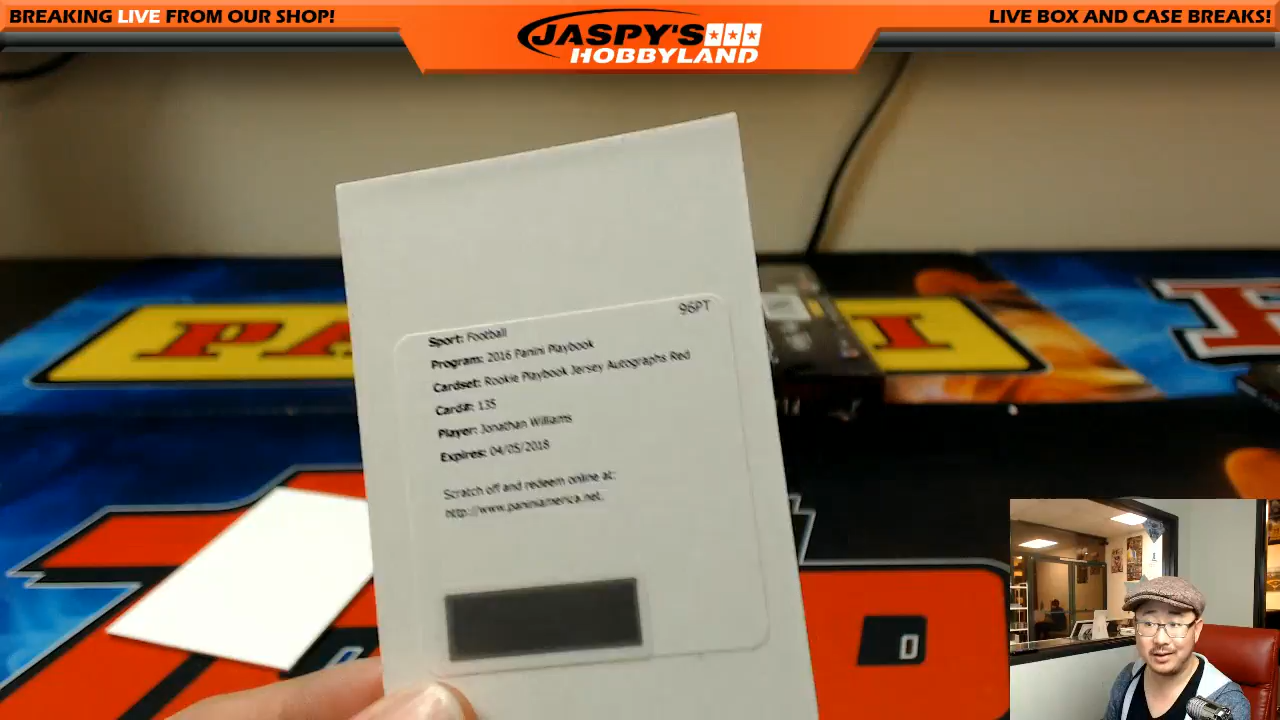 BREAKING LIVE FROM OUR SHOP!
JASPY'S
HOBBYLAND
LIVE BOX AND CASE BREAKS!
96PT
Sport: Football
Program: 2016 Panini Playbook
Cardset: Rookie Playbook Jersey Autographs Red
Card#: 135
Player: Jonathan Williams
Expires: 04/05/2018
Scratch off and redeem online at:
http://www.paniniamerica.net.
0